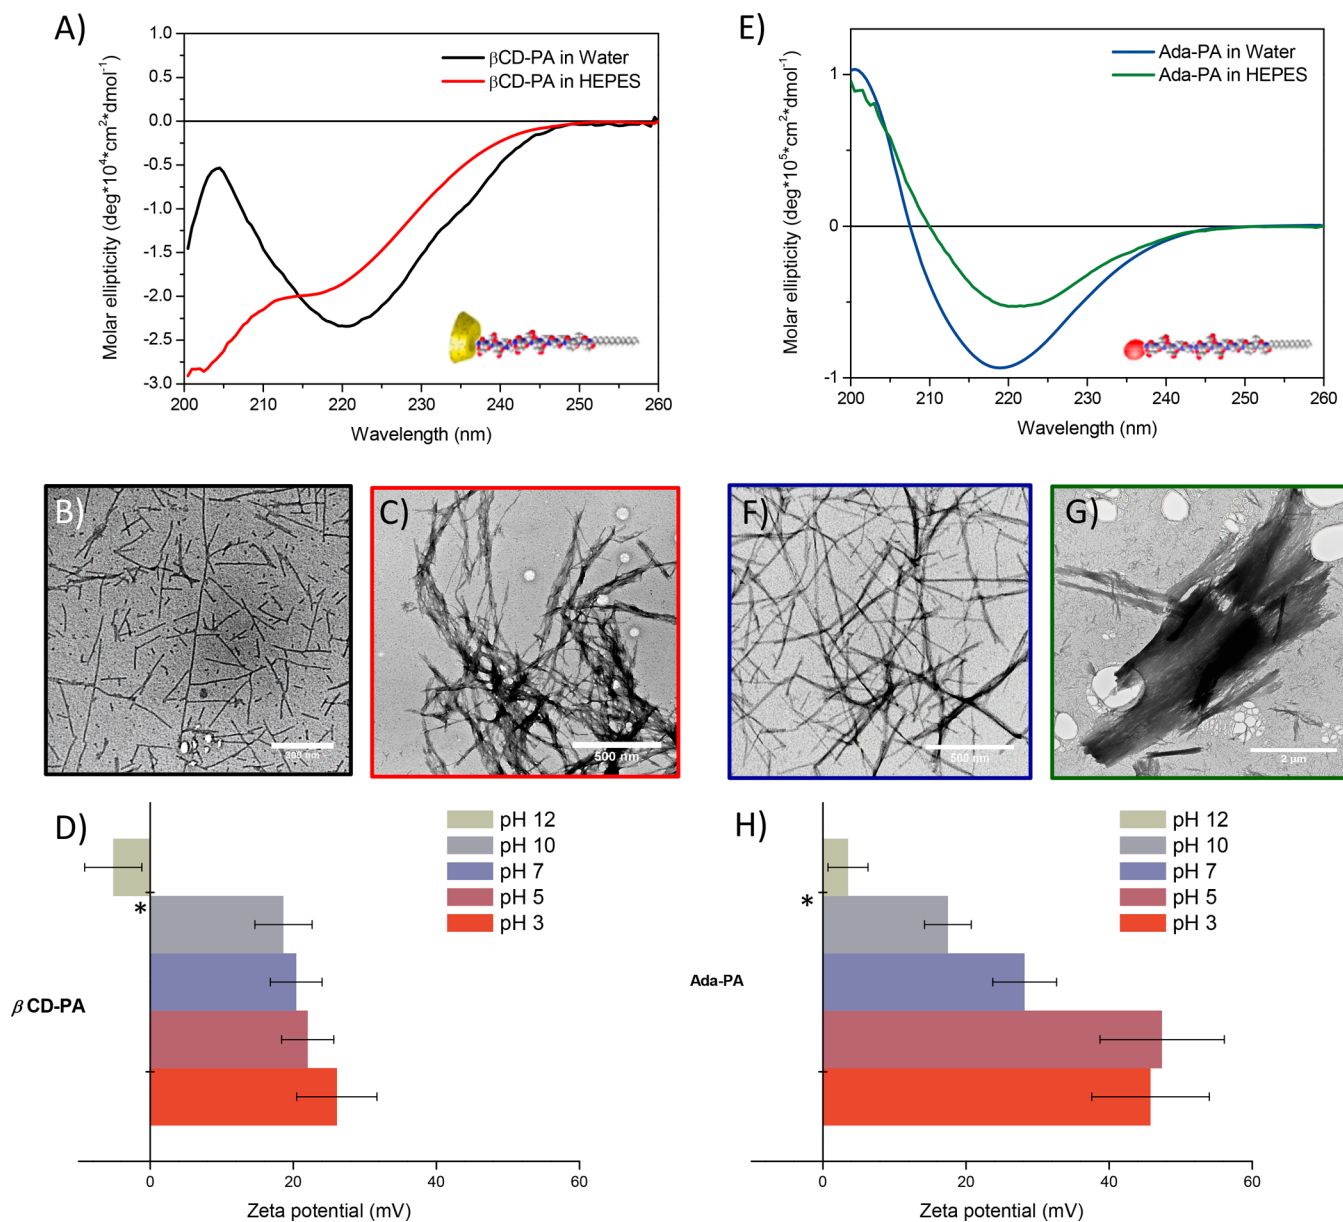 A)
Molar ellipticity (deg*10⁴*cm²*dmol⁻¹)
1.0
0.5
0.0
-0.5
-1.0
-1.5
-2.0
-2.5
-3.0
βCD-PA in Water
βCD-PA in HEPES
200 210 220 230 240 250 260
Wavelength (nm)
E)
Molar ellipticity (deg*10⁵*cm²*dmol⁻¹)
1
0
-1
Ada-PA in Water
Ada-PA in HEPES
200 210 220 230 240 250 260
Wavelength (nm)
B)
300 nm
C)
500 nm
F)
500 nm
G)
2 µm
D)
pH 12
pH 10
pH 7
pH 5
pH 3
*
β CD-PA
0 20 40 60
Zeta potential (mV)
H)
pH 12
pH 10
pH 7
pH 5
pH 3
*
Ada-PA
0 20 40 60
Zeta potential (mV)